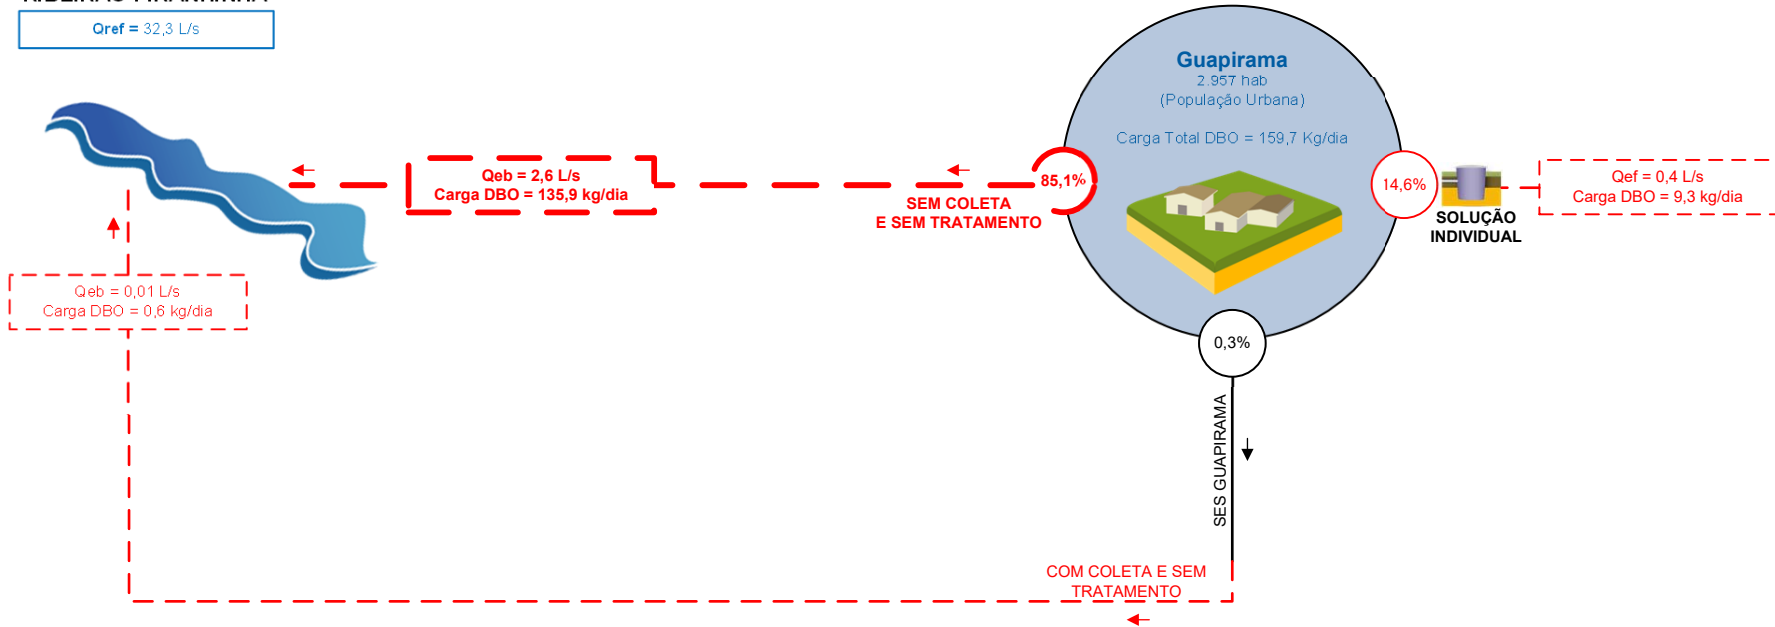 Qref = 32,3 L/s
Guapirama
2.957 hab
(População Urbana)
Carga Total DBO = 159,7 Kg/dia
Qeb = 2,6 L/s
Carga DBO = 135,9 kg/dia
85,1%
SEM COLETA
E SEM TRATAMENTO
14,6%
SOLUÇÃO
INDIVIDUAL
Qef = 0,4 L/s
Carga DBO = 9,3 kg/dia
Qeb = 0,01 L/s
Carga DBO = 0,6 kg/dia
0,3%
SES GUAPIRAMA
COM COLETA E SEM
TRATAMENTO